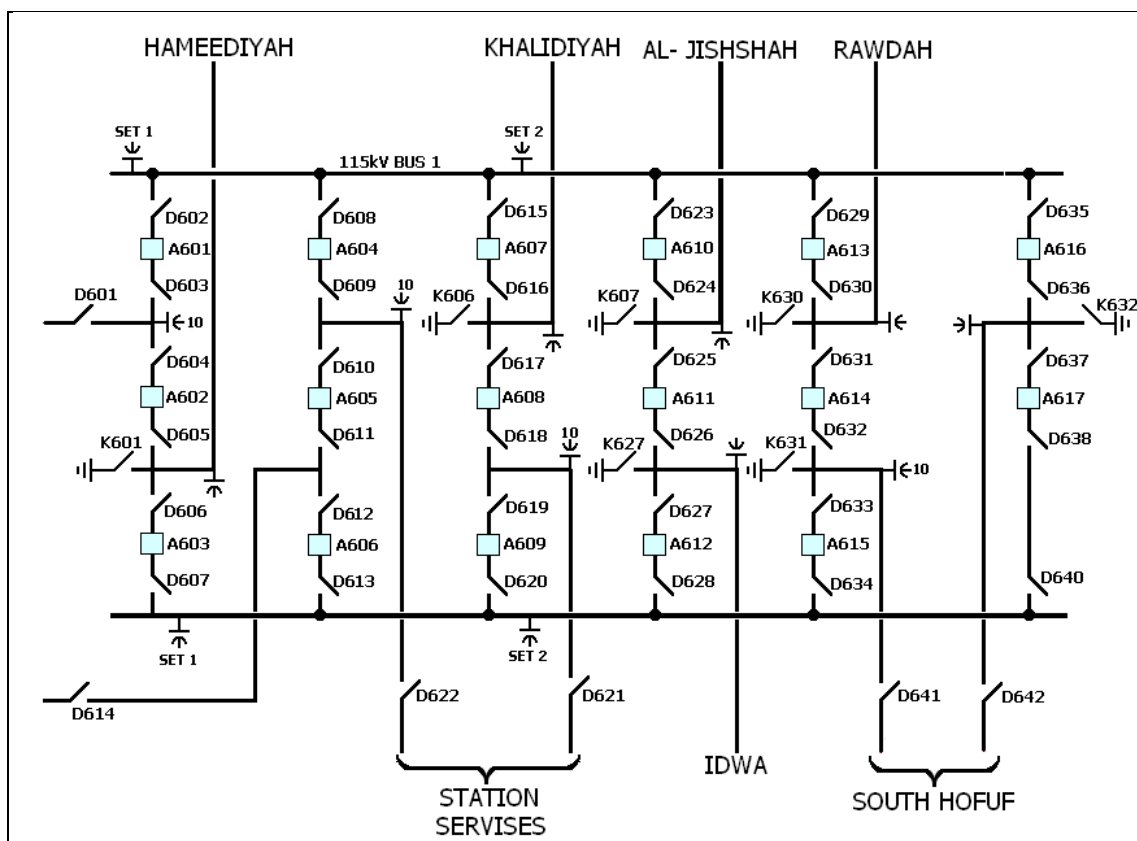 HAMEEDIYAH KHALIDIYAH AL- JISHSHAH RAWDAH
SET 1 SET 2
115kV BUS 1
D602 D608 D615 D623 D629 D635
A601 A604 A607 A610 A613 A616
D603 D609 D616 D624 D630 D636
D601 10 K606 K607 K630 K632
10
D604 D610 D617 D625 D631 D637
A602 A605 A608 A611 A614 A617
D605 D611 D618 D626 D632 D638
K601 10 K627 K631
10
D606 D612 D619 D627 D633
A603 A606 A609 A612 A615
D607 D613 D620 D628 D634 D640
SET 1 SET 2
D614 D622 D621 D641 D642
STATION
SERVISES
IDWA
SOUTH HOFUF